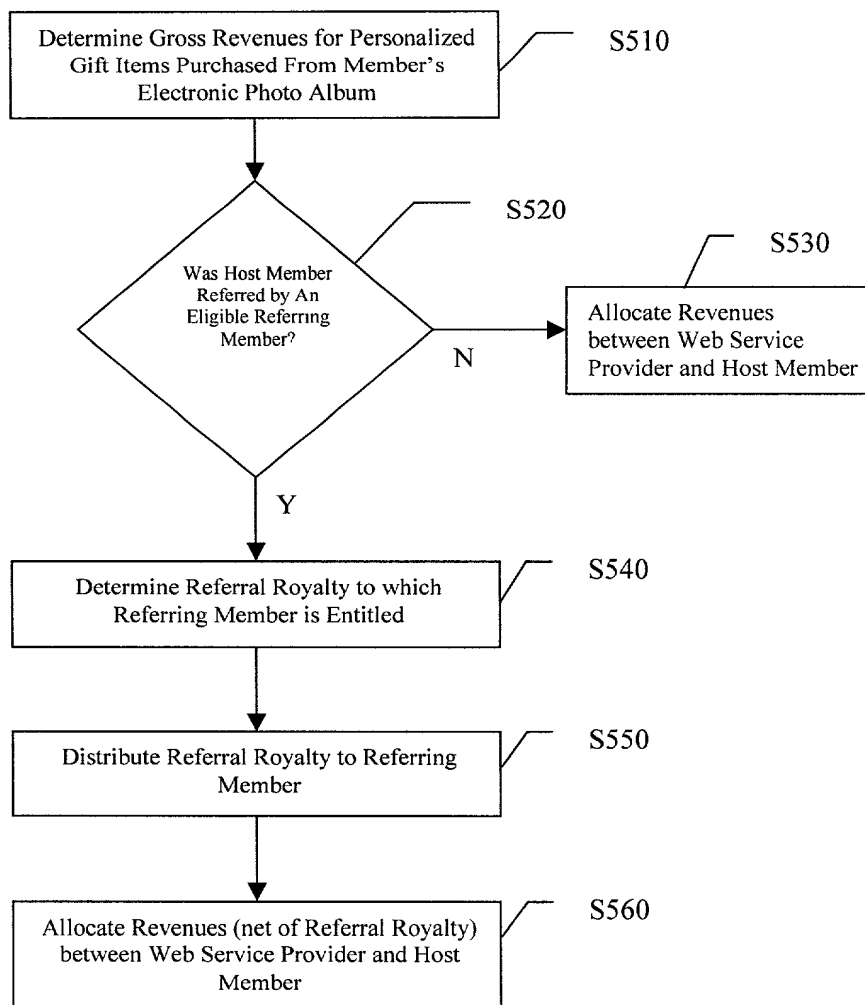 Determine Gross Revenues for Personalized
Gift Items Purchased From Member's
Electronic Photo Album
S510
S520
Was Host Member
Referred by An
Eligible Referring
Member?
S530
Allocate Revenues
between Web Service
Provider and Host Member
N
Y
S540
Determine Referral Royalty to which
Referring Member is Entitled
S550
Distribute Referral Royalty to Referring
Member
S560
Allocate Revenues (net of Referral Royalty)
between Web Service Provider and Host
Member